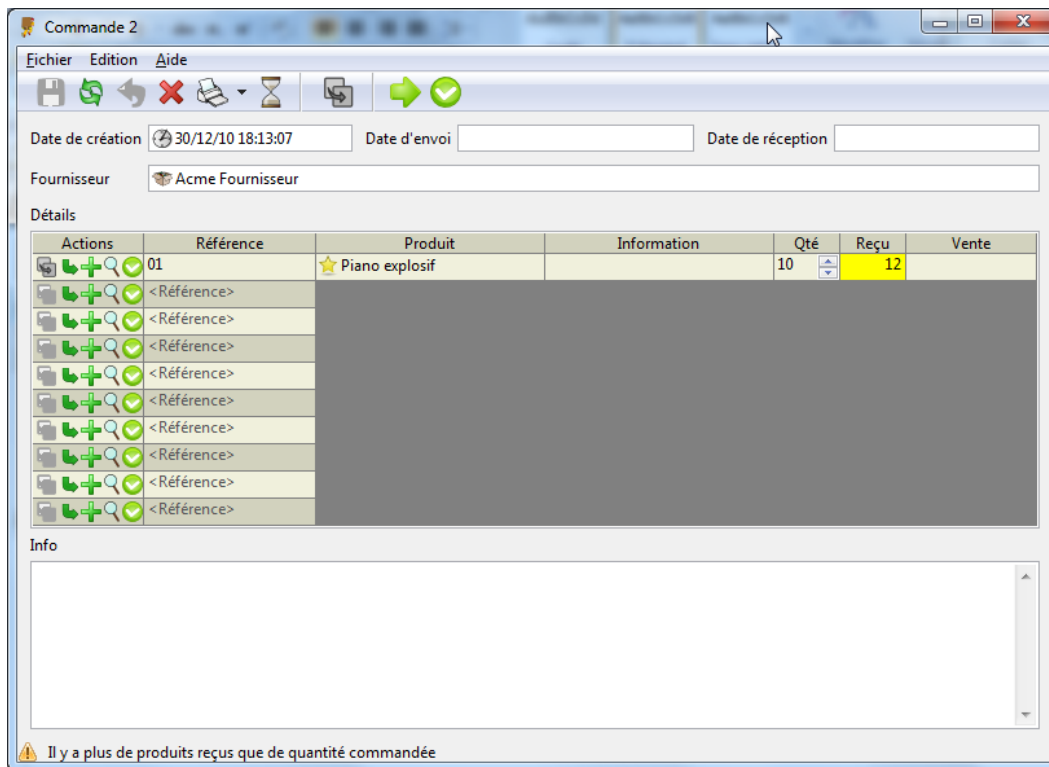 Commande 2
Fichier Edition Aide
Date de création 30/12/10 18:13:07 Date d'envoi Date de réception
Fournisseur Acme Fournisseur
Détails
Actions Référence Produit Information Qté Reçu Vente
01 Piano explosif 10 12
<Référence>
<Référence>
<Référence>
<Référence>
<Référence>
<Référence>
<Référence>
<Référence>
<Référence>
Info
Il y a plus de produits reçus que de quantité commandée